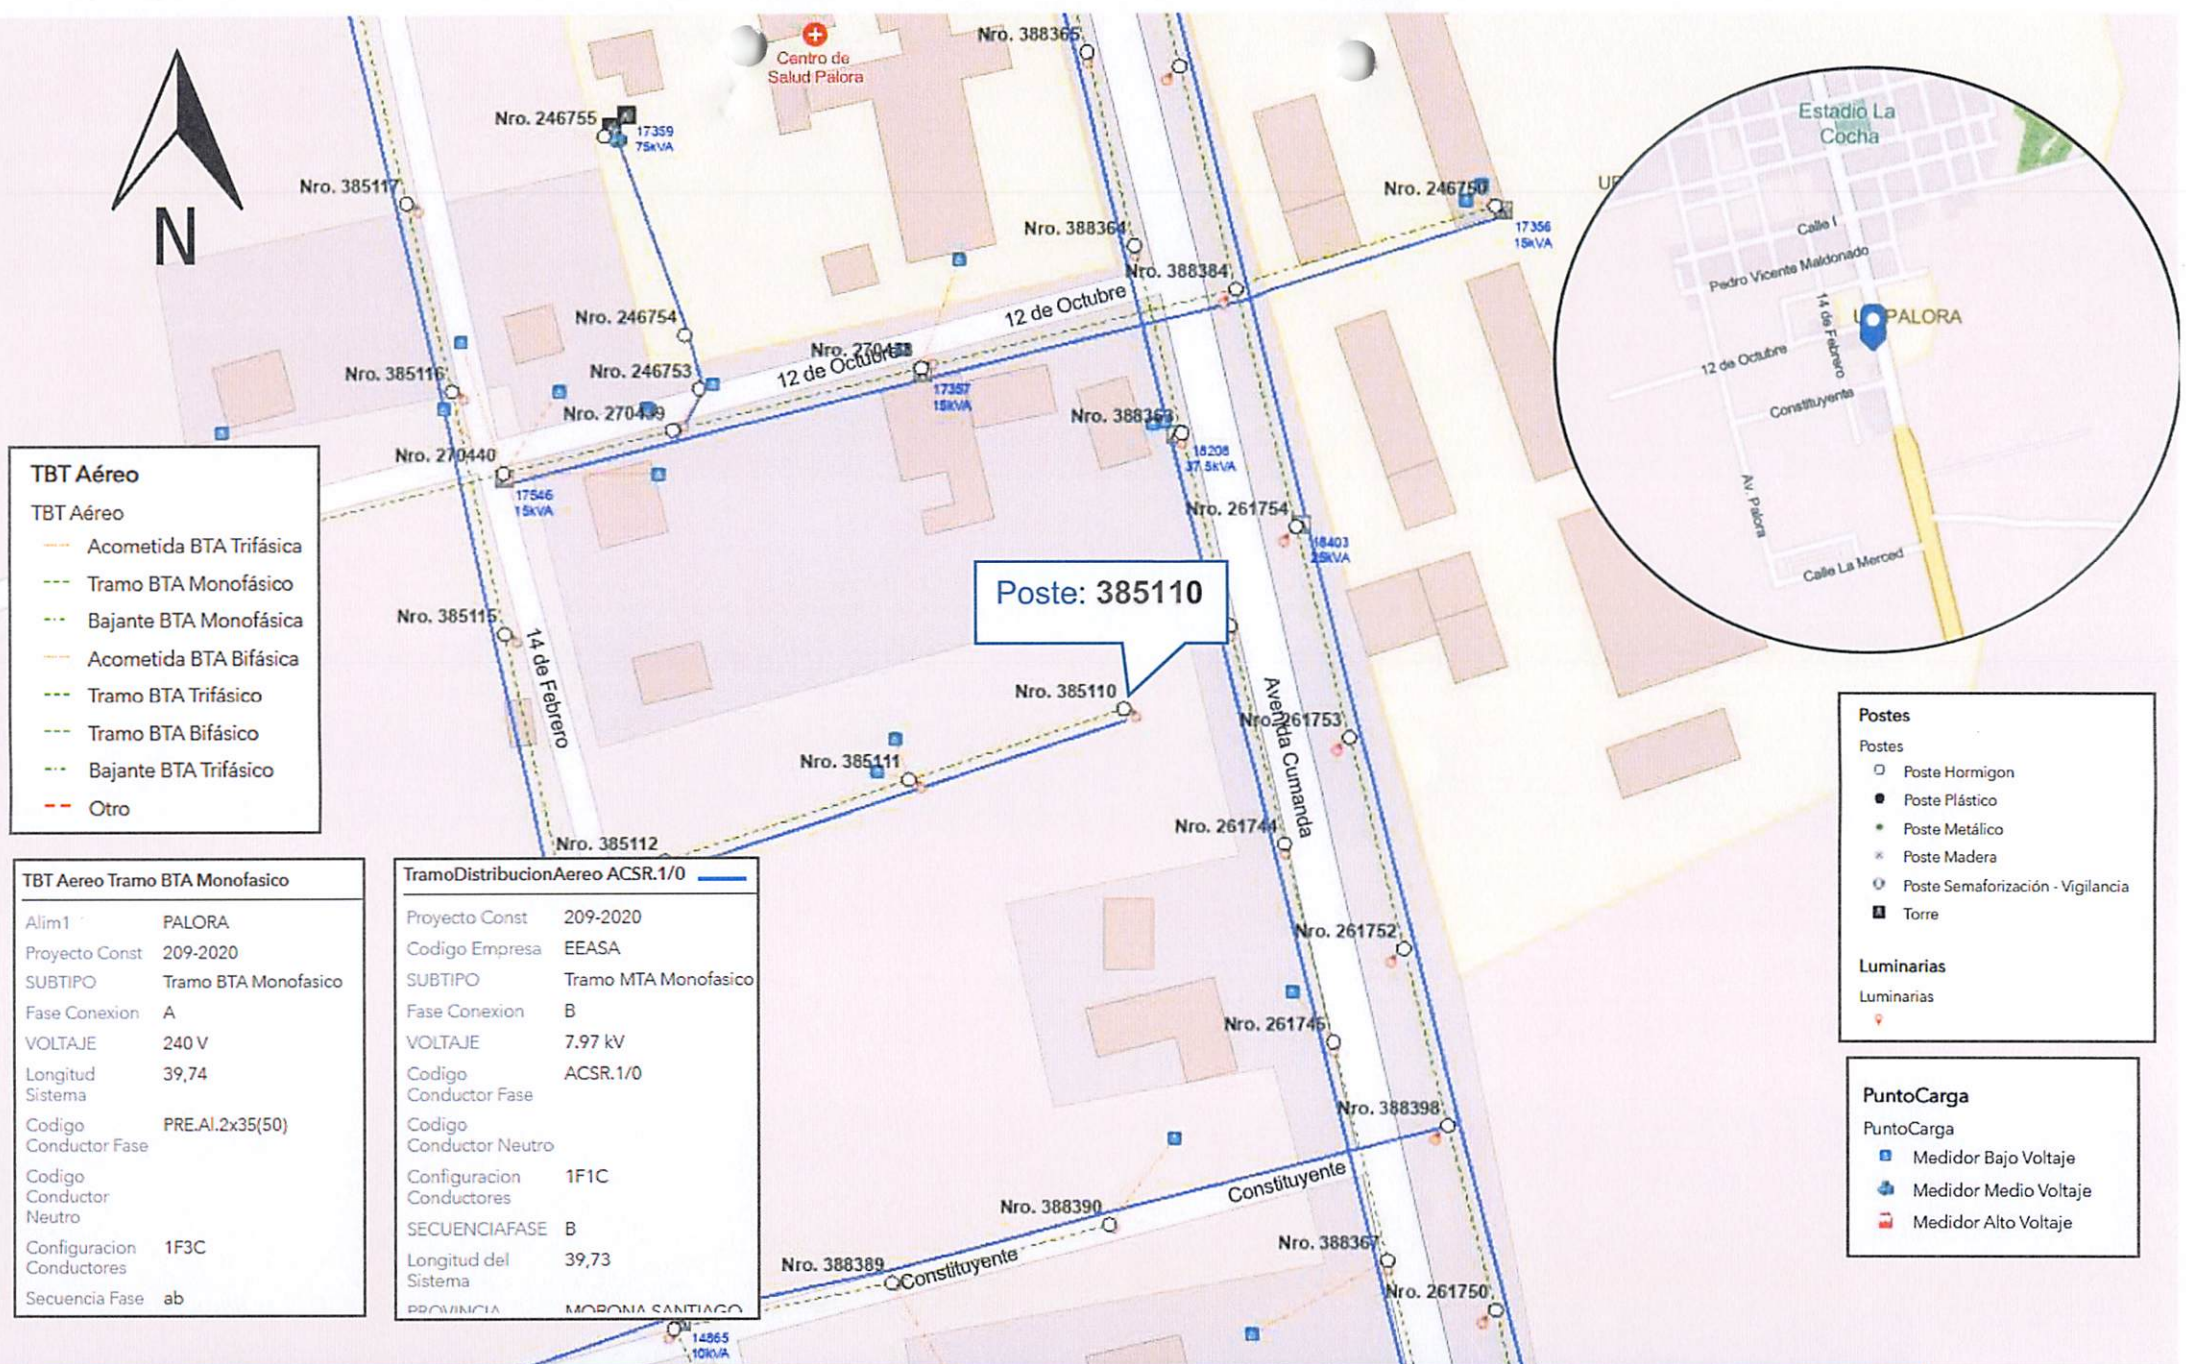 Nro. 388365
Centro de
Salud Palora
Nro. 246755
17359
75kVA
Nro. 385117
N
Nro. 246750
17356
15kVA
Nro. 388364
Nro. 388384
12 de Octubre
Nro. 246754
12 de Octubre
17357
15kVA
Nro. 385116
Nro. 246753
Nro. 270439
Nro. 388363
18208
37.5kVA
Nro. 270440
17546
15kVA
Nro. 261754
18403
25kVA
Poste: 385110
Nro. 385115
14 de Febrero
Nro. 385110
Avenida Cumanda
Nro. 261753
Nro. 385111
Nro. 385112
Nro. 261744
Nro. 261752
Nro. 261745
Nro. 388398
Constituyente
Nro. 388390
Nro. 388389
Constituyente
Nro. 388367
Nro. 261750
14865
10kVA
Estadio La
Cocha
Calle I
Pedro Vicente Maldonado
14 de Febrero
PALORA
12 de Octubre
Constituyente
Av. Palora
Calle La Merced
TBT Aéreo
TBT Aéreo
Acometida BTA Trifásica
Tramo BTA Monofásico
Bajante BTA Monofásica
Acometida BTA Bifásica
Tramo BTA Trifásico
Tramo BTA Bifásico
Bajante BTA Trifásico
Otro
TBT Aereo Tramo BTA Monofasico
Alim1 PALORA
Proyecto Const 209-2020
SUBTIPO Tramo BTA Monofasico
Fase Conexion A
VOLTAJE 240 V
Longitud 39,74
Sistema
Codigo PRE.Al.2x35(50)
Conductor Fase
Codigo
Conductor
Neutro
Configuracion 1F3C
Conductores
Secuencia Fase ab
TramoDistribucionAereo ACSR.1/0
Proyecto Const 209-2020
Codigo Empresa EEASA
SUBTIPO Tramo MTA Monofasico
Fase Conexion B
VOLTAJE 7.97 kV
Codigo ACSR.1/0
Conductor Fase
Codigo
Conductor Neutro
Configuracion 1F1C
Conductores
SECUENCIAFASE B
Longitud del 39,73
Sistema
PROVINCIA MORONA SANTIAGO
Postes
Postes
Poste Hormigon
Poste Plástico
Poste Metálico
Poste Madera
Poste Semaforización - Vigilancia
Torre
Luminarias
Luminarias
PuntoCarga
PuntoCarga
Medidor Bajo Voltaje
Medidor Medio Voltaje
Medidor Alto Voltaje